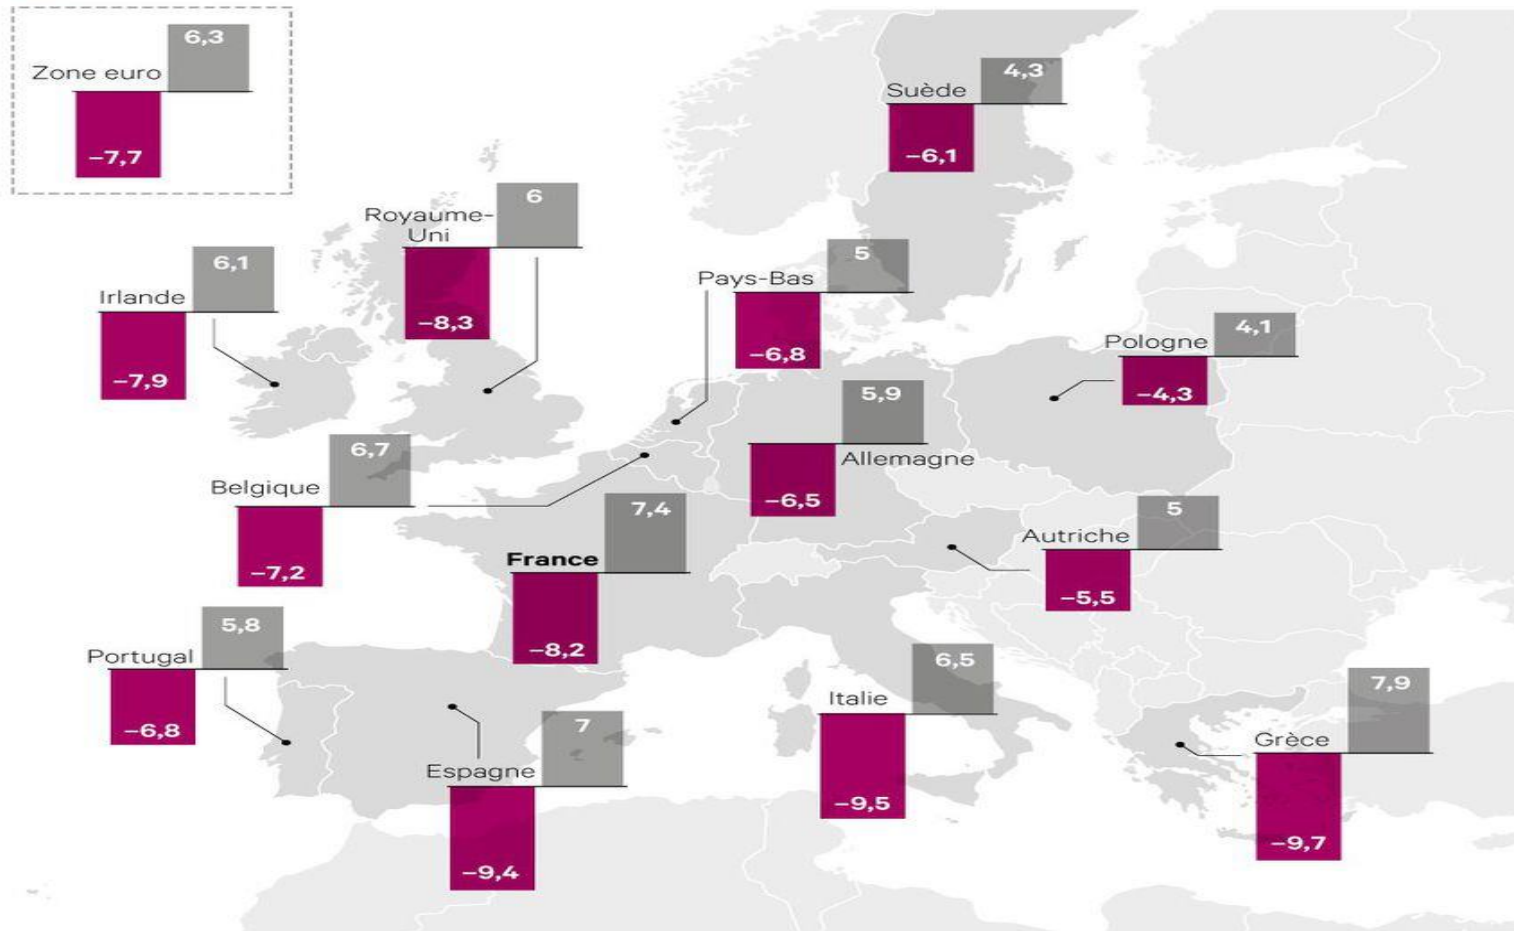 6,3
Zone euro
–7,7
4,3
Suède
–6,1
6
Royaume-
Uni
–8,3
6,1
Irlande
–7,9
5
Pays-Bas
–6,8
4,1
Pologne
–4,3
5,9
Allemagne
–6,5
6,7
Belgique
–7,2
7,4
France
–8,2
5
Autriche
–5,5
5,8
Portugal
–6,8
7
Espagne
–9,4
6,5
Italie
–9,5
7,9
Grèce
–9,7